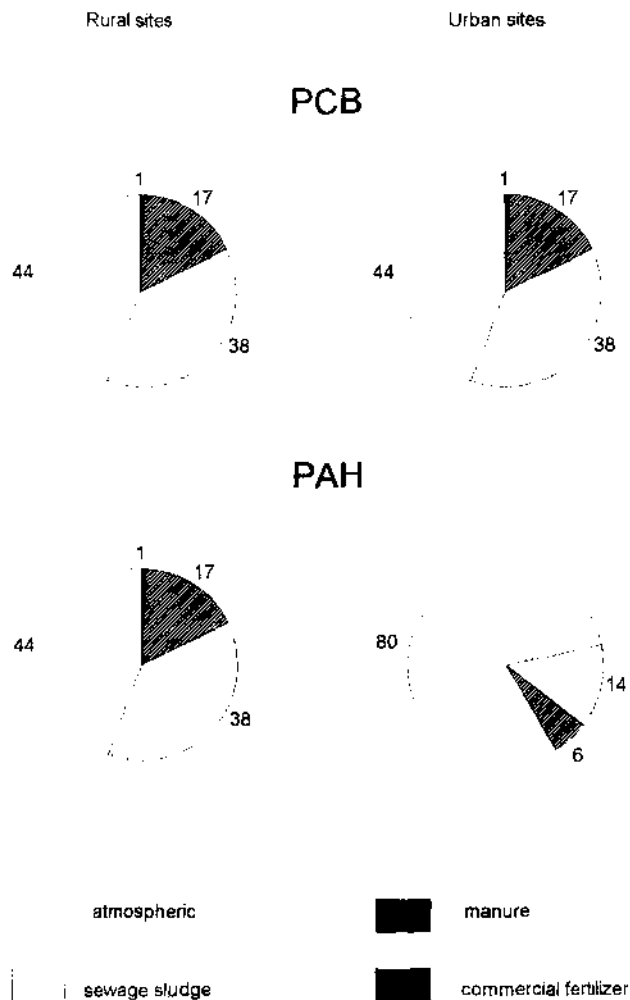 Rural sites Urban sites
PCB
1 1
17 17
44 44
38 38
PAH
1
17
44 80
14
38
6
atmospheric manure
sewage sludge commercial fertilizer